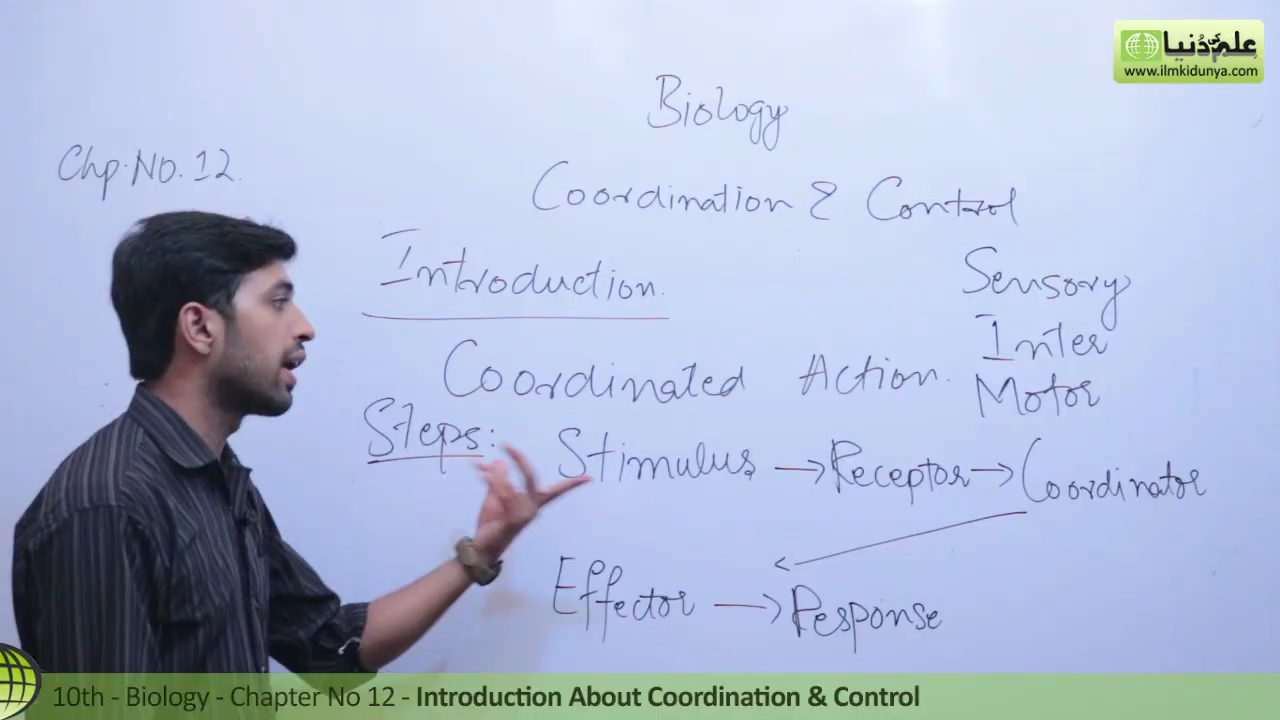 علم کی دُنیا
www.ilmkidunya.com
Biology
Chp. No. 12.
Coordination & Control
Introduction.
Sensory
Inter
Motor
Coordinated Action.
Steps: Stimulus → Receptor → Coordinator
Effector → Response
10th - Biology - Chapter No 12 - Introduction About Coordination & Control